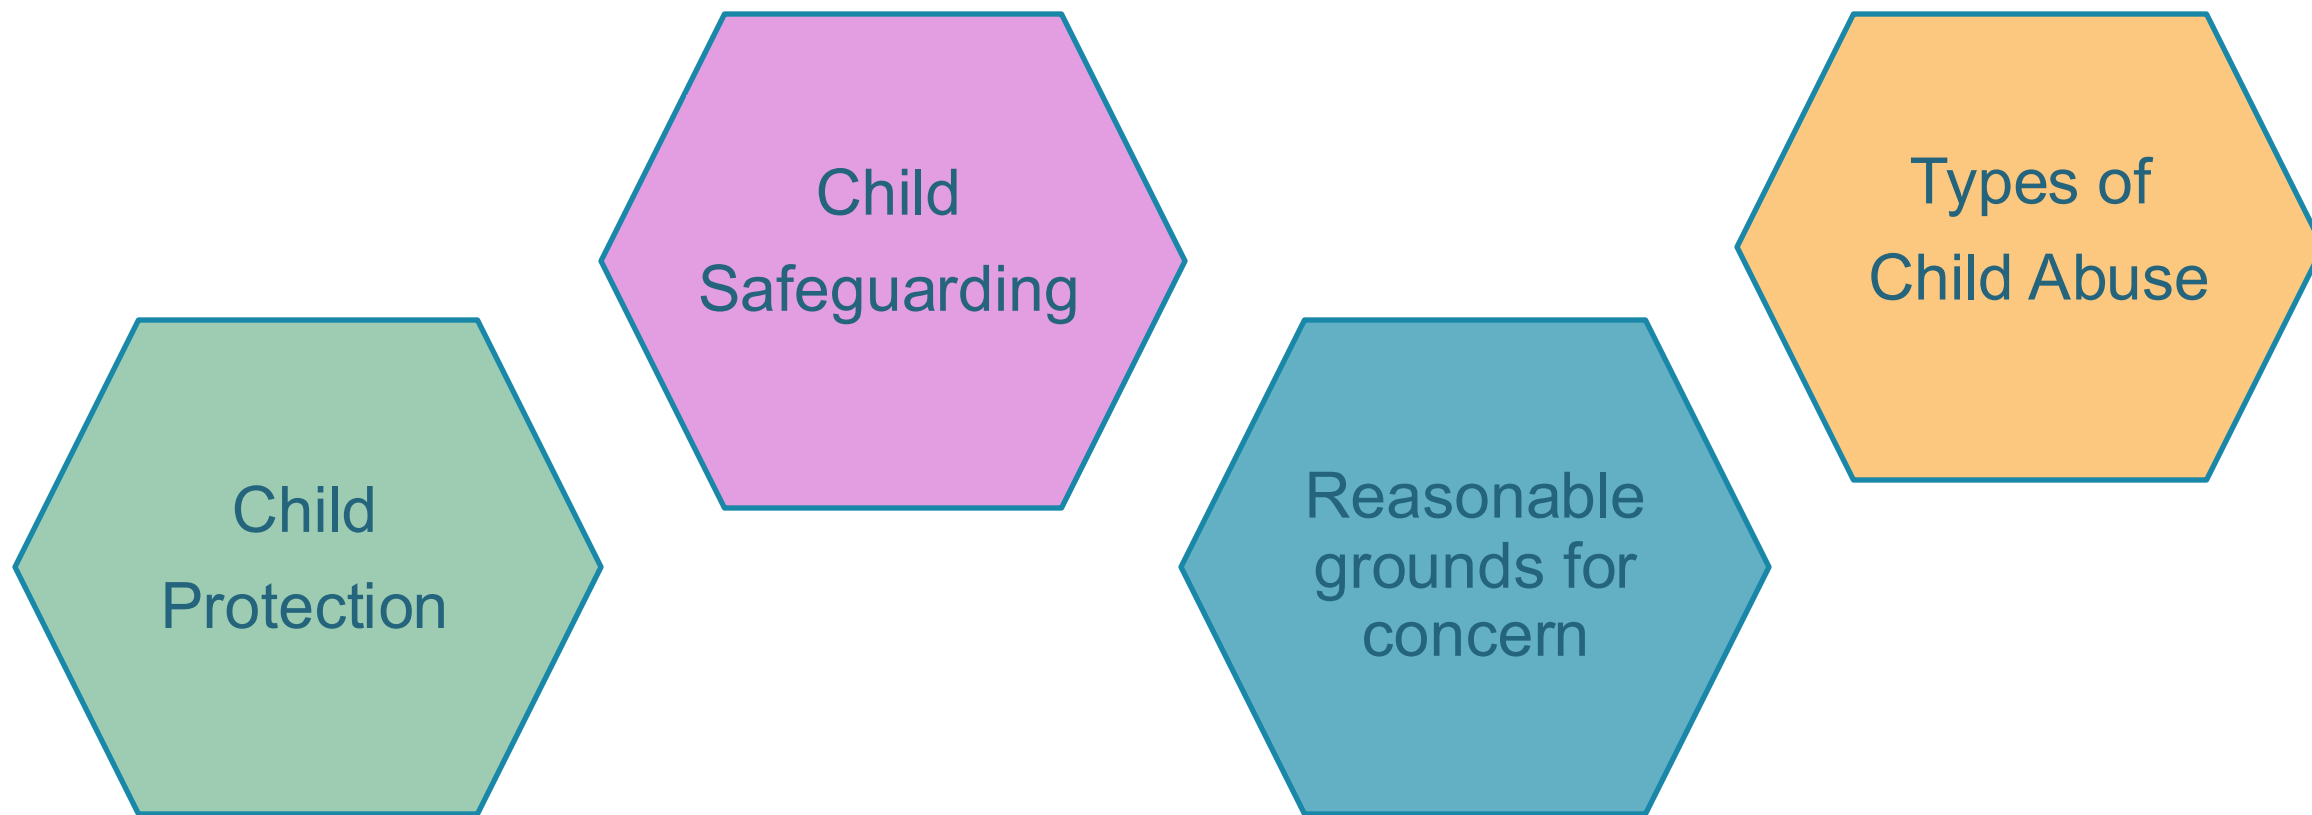 Child
Protection
Child
Safeguarding
Reasonable
grounds for
concern
Types of
Child Abuse